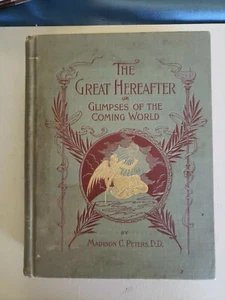 THE
GREAT HEREAFTER
OR
GLIMPSES OF THE
COMING WORLD
BY
MADISON C. PETERS, D.D.